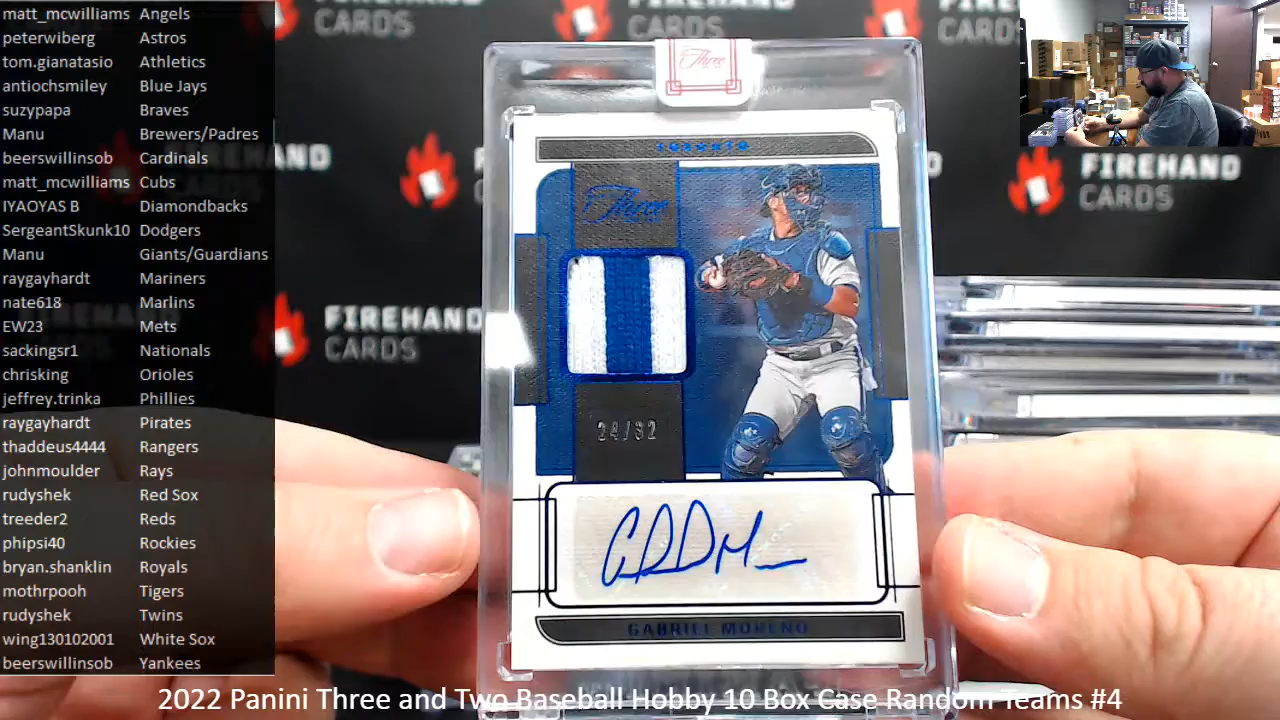 matt_mcwilliams Angels
peterwiberg Astros
tom.gianatasio Athletics
antiochsmiley Blue Jays
suzypapa Braves
Manu Brewers/Padres
beerswillinsob Cardinals
matt_mcwilliams Cubs
IYAOYAS B Diamondbacks
SergeantSkunk10 Dodgers
Manu Giants/Guardians
raygayhardt Mariners
nate618 Marlins
EW23 Mets
sackingsr1 Nationals
chrisking Orioles
jeffrey.trinka Phillies
raygayhardt Pirates
thaddeus4444 Rangers
johnmoulder Rays
rudyshek Red Sox
treeder2 Reds
phipsi40 Rockies
bryan.shanklin Royals
mothrpooh Tigers
rudyshek Twins
wing130102001 White Sox
beerswillinsob Yankees
CARDS
CARDS
FIREHAND
CARDS
FIREHAND
CARDS
Three
TORONTO
Three
24/32
GABRIEL MORENO
2022 Panini Three and Two Baseball Hobby 10 Box Case Random Teams #4